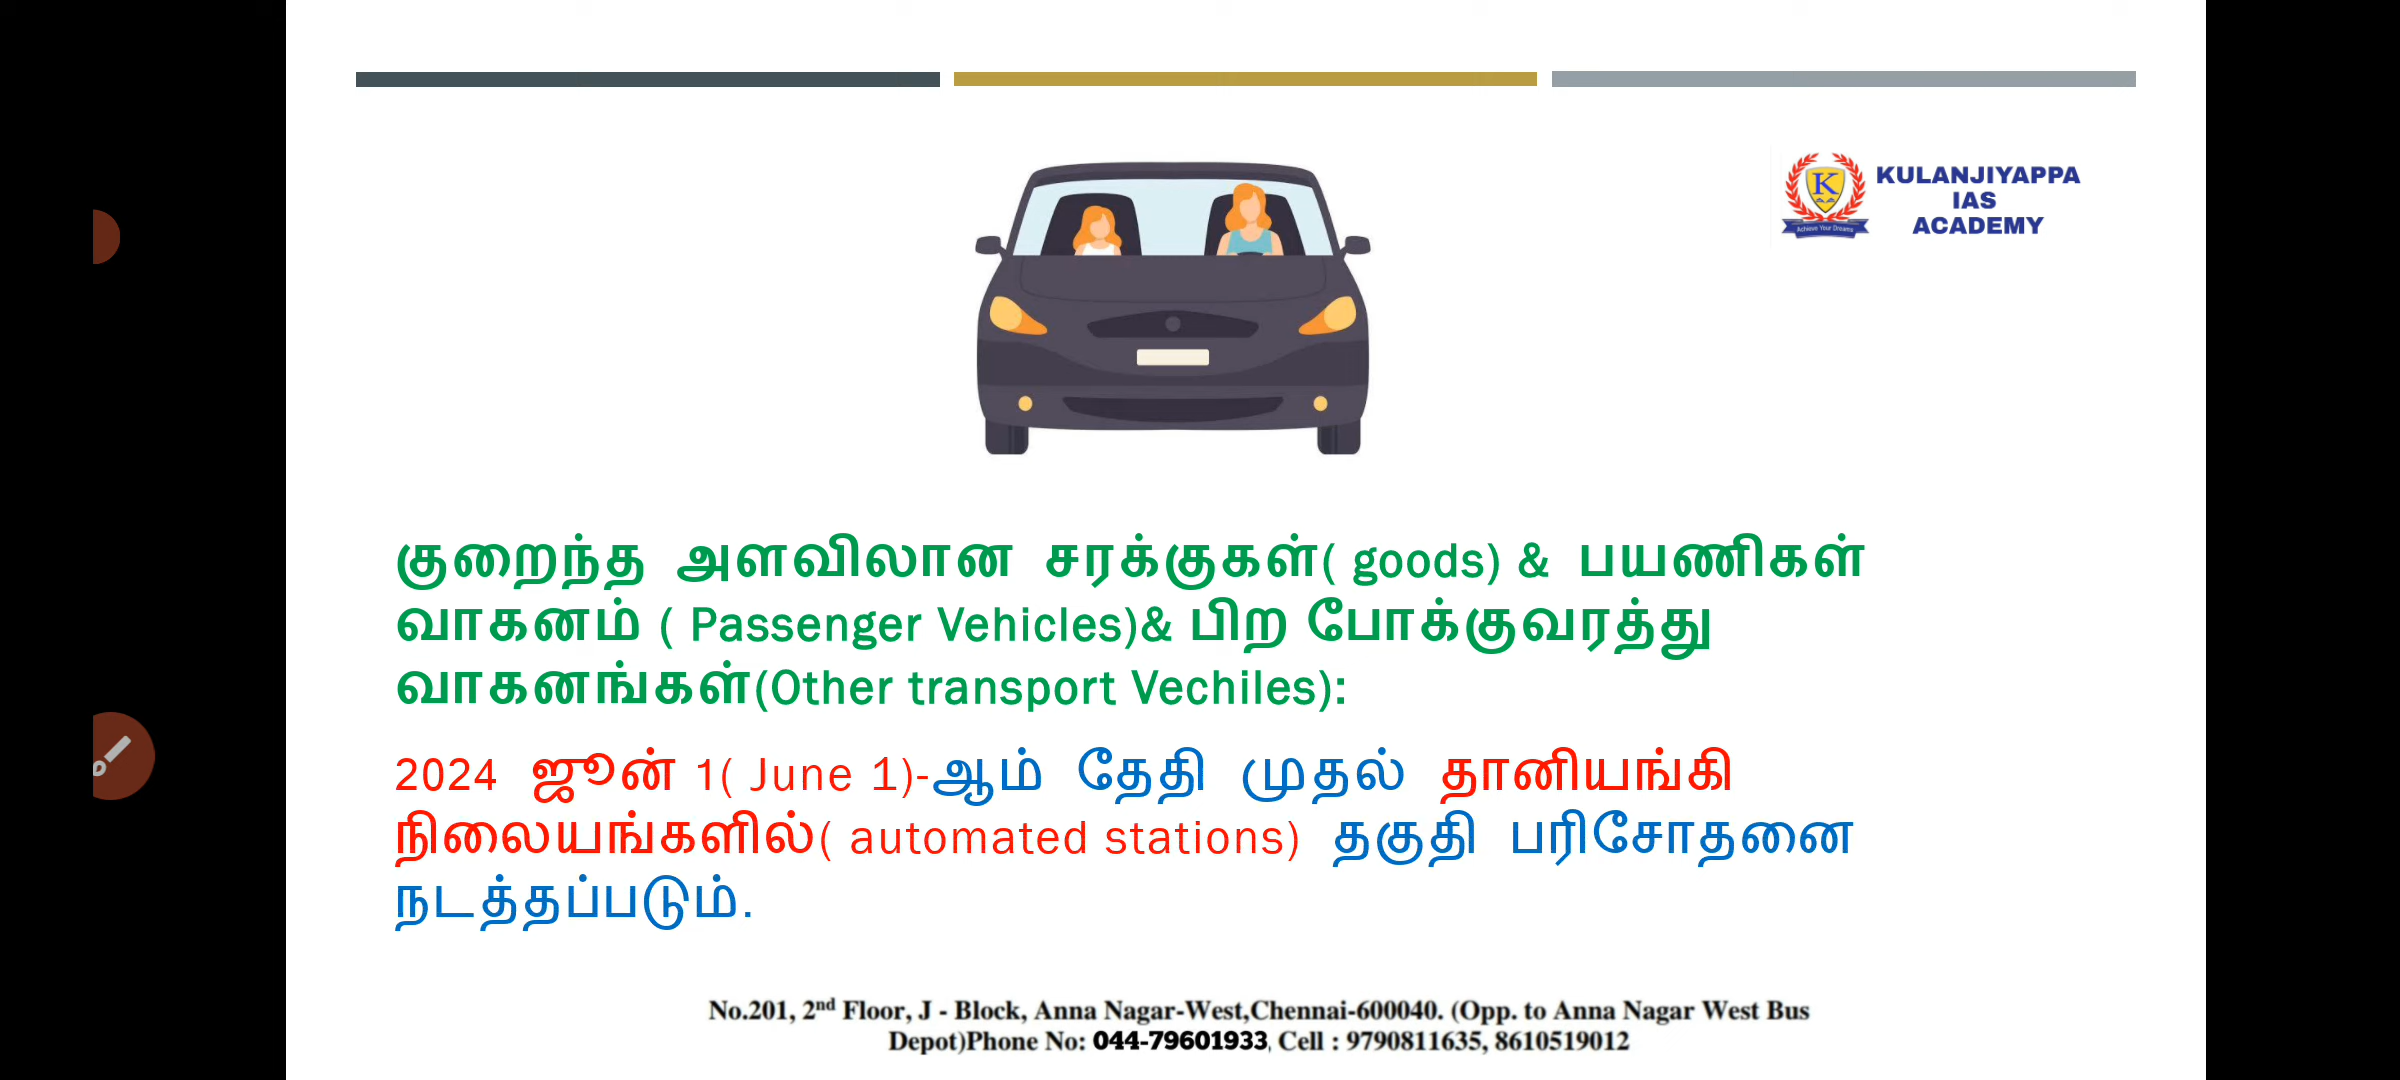 KULANJIYAPPA
IAS
ACADEMY
Achieve Your Dreams
K
குறைந்த அளவிலான சரக்குகள்( goods) & பயணிகள்
வாகனம் ( Passenger Vehicles)& பிற போக்குவரத்து
வாகனங்கள்(Other transport Vechiles):
2024 ஜூன் 1( June 1)-ஆம் தேதி முதல் தானியங்கி
நிலையங்களில்( automated stations) தகுதி பரிசோதனை
நடத்தப்படும்.
No.201, 2nd Floor, J - Block, Anna Nagar-West,Chennai-600040. (Opp. to Anna Nagar West Bus
Depot)Phone No: 044-79601933, Cell : 9790811635, 8610519012